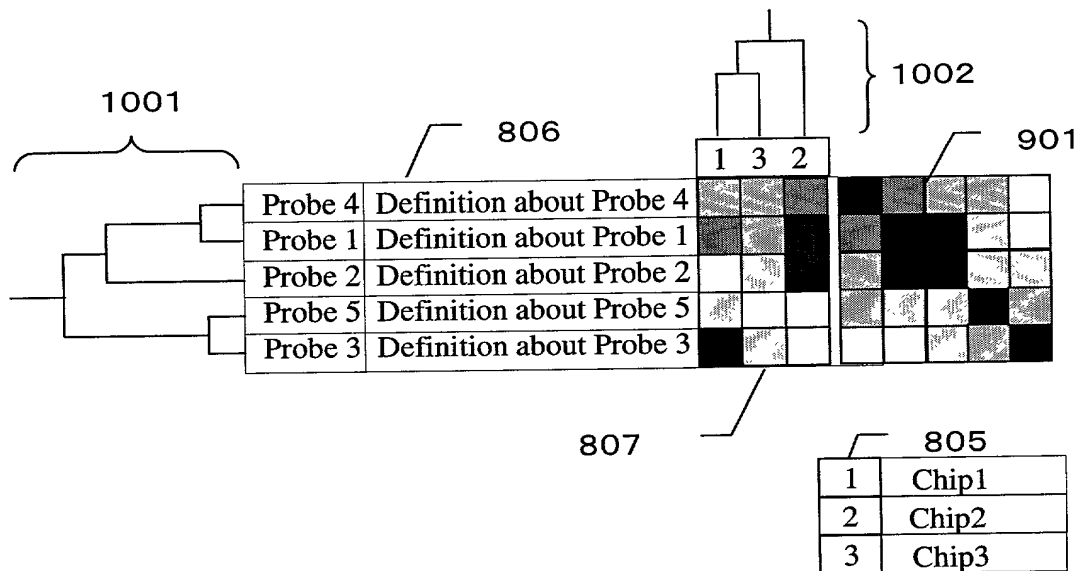 1002
1001
806
901
1 3 2
Probe 4 Definition about Probe 4
Probe 1 Definition about Probe 1
Probe 2 Definition about Probe 2
Probe 5 Definition about Probe 5
Probe 3 Definition about Probe 3
807
805
1 Chip1
2 Chip2
3 Chip3